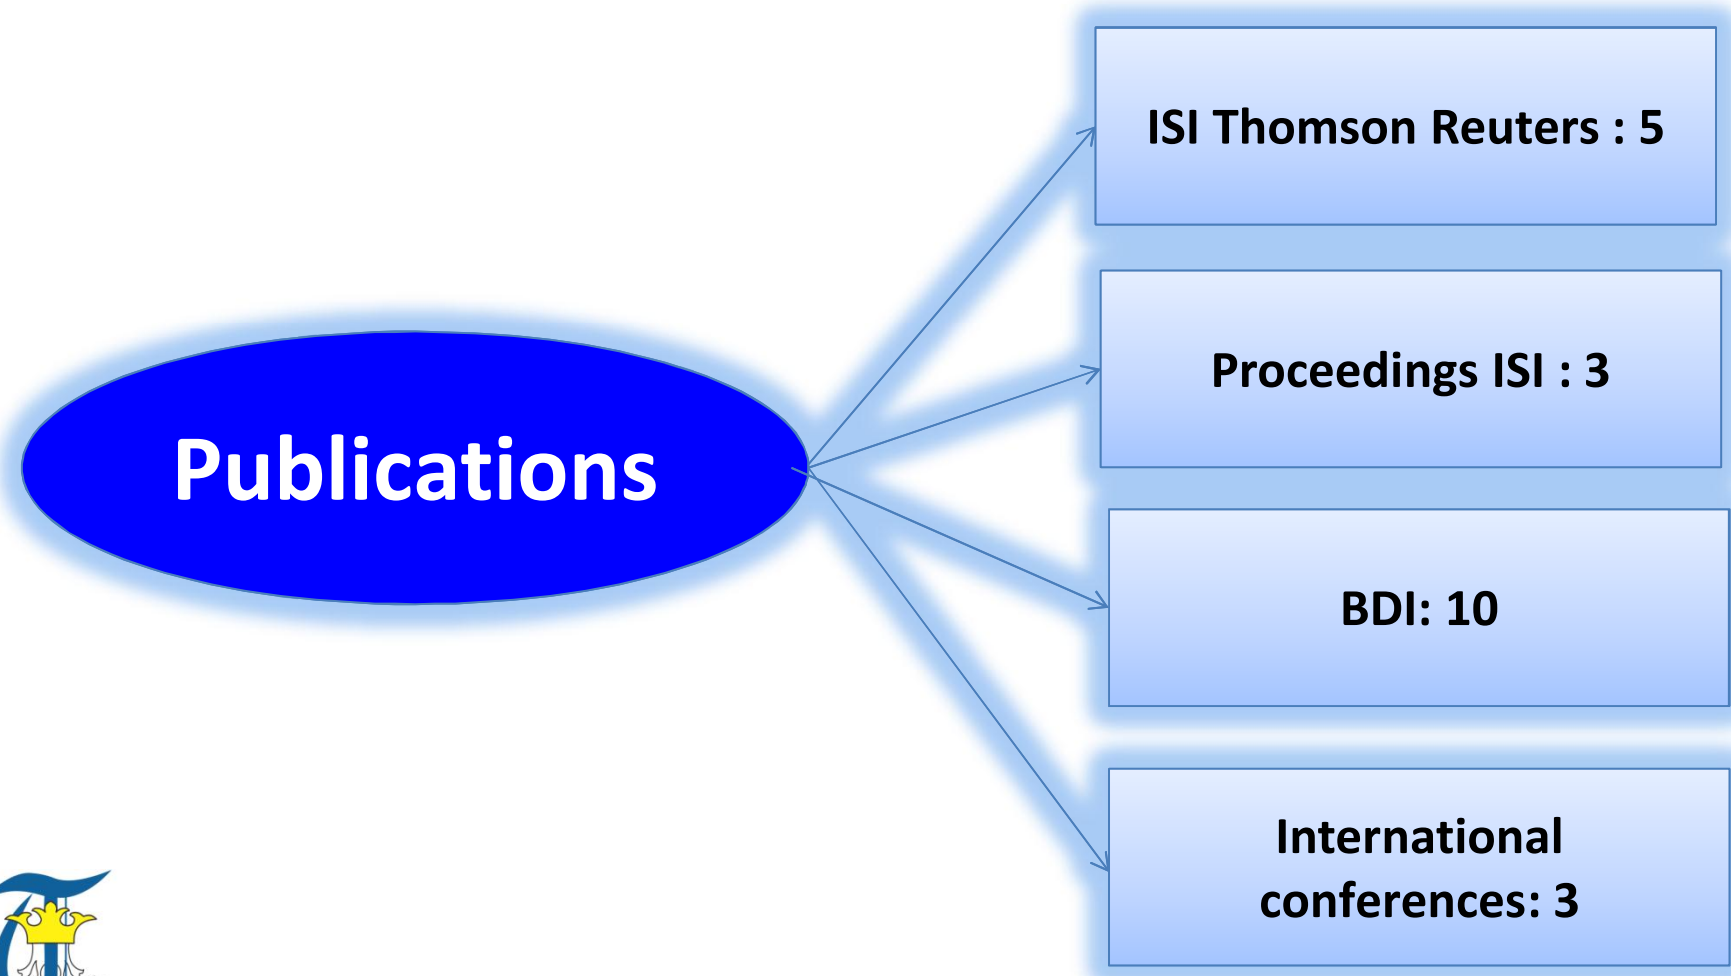 ISI Thomson Reuters : 5
Proceedings ISI : 3
Publications
BDI: 10
International
conferences: 3